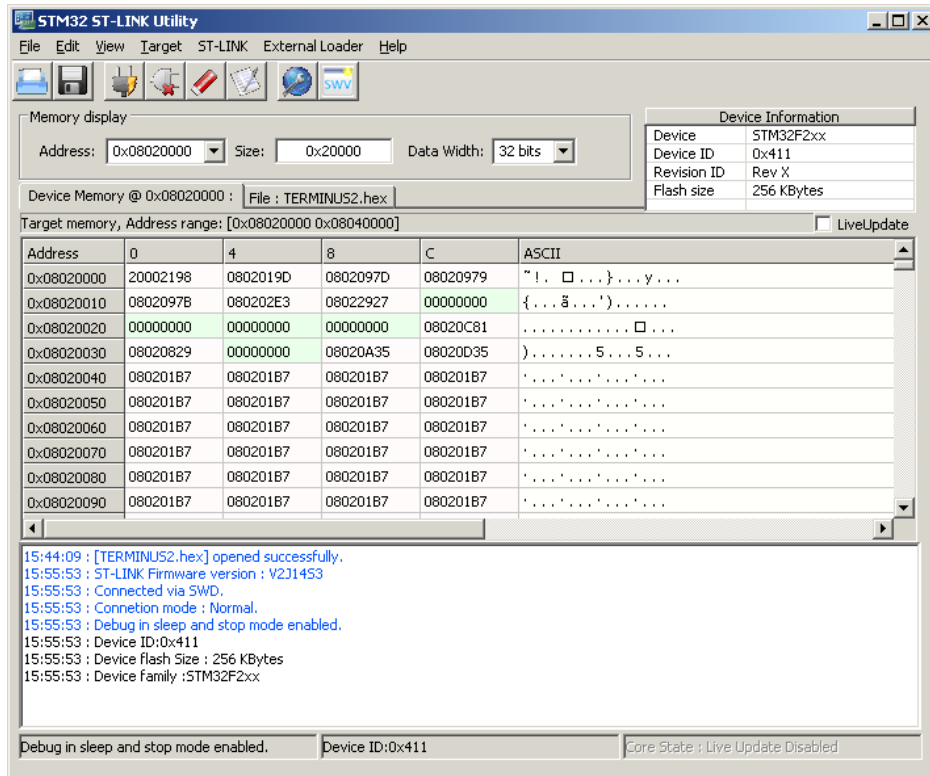 STM32 ST-LINK Utility
File Edit View Target ST-LINK External Loader Help
SWV
Memory display
Address: 0x08020000 Size: 0x20000 Data Width: 32 bits
Device Information
Device STM32F2xx
Device ID 0x411
Revision ID Rev X
Flash size 256 KBytes
Device Memory @ 0x08020000 : File : TERMINUS2.hex
Target memory, Address range: [0x08020000 0x08040000] LiveUpdate
Address 0 4 8 C ASCII
0x08020000 20002198 0802019D 0802097D 08020979 ˜!. □...}...y...
0x08020010 0802097B 080202E3 08022927 00000000 {...ã...')......
0x08020020 00000000 00000000 00000000 08020C81 ............□...
0x08020030 08020829 00000000 08020A35 08020D35 ).......5...5...
0x08020040 080201B7 080201B7 080201B7 080201B7 ·...·...·...·...
0x08020050 080201B7 080201B7 080201B7 080201B7 ·...·...·...·...
0x08020060 080201B7 080201B7 080201B7 080201B7 ·...·...·...·...
0x08020070 080201B7 080201B7 080201B7 080201B7 ·...·...·...·...
0x08020080 080201B7 080201B7 080201B7 080201B7 ·...·...·...·...
0x08020090 080201B7 080201B7 080201B7 080201B7 ·...·...·...·...
15:44:09 : [TERMINUS2.hex] opened successfully.
15:55:53 : ST-LINK Firmware version : V2J14S3
15:55:53 : Connected via SWD.
15:55:53 : Connetion mode : Normal.
15:55:53 : Debug in sleep and stop mode enabled.
15:55:53 : Device ID:0x411
15:55:53 : Device flash Size : 256 KBytes
15:55:53 : Device family :STM32F2xx
Debug in sleep and stop mode enabled. Device ID:0x411 Core State : Live Update Disabled